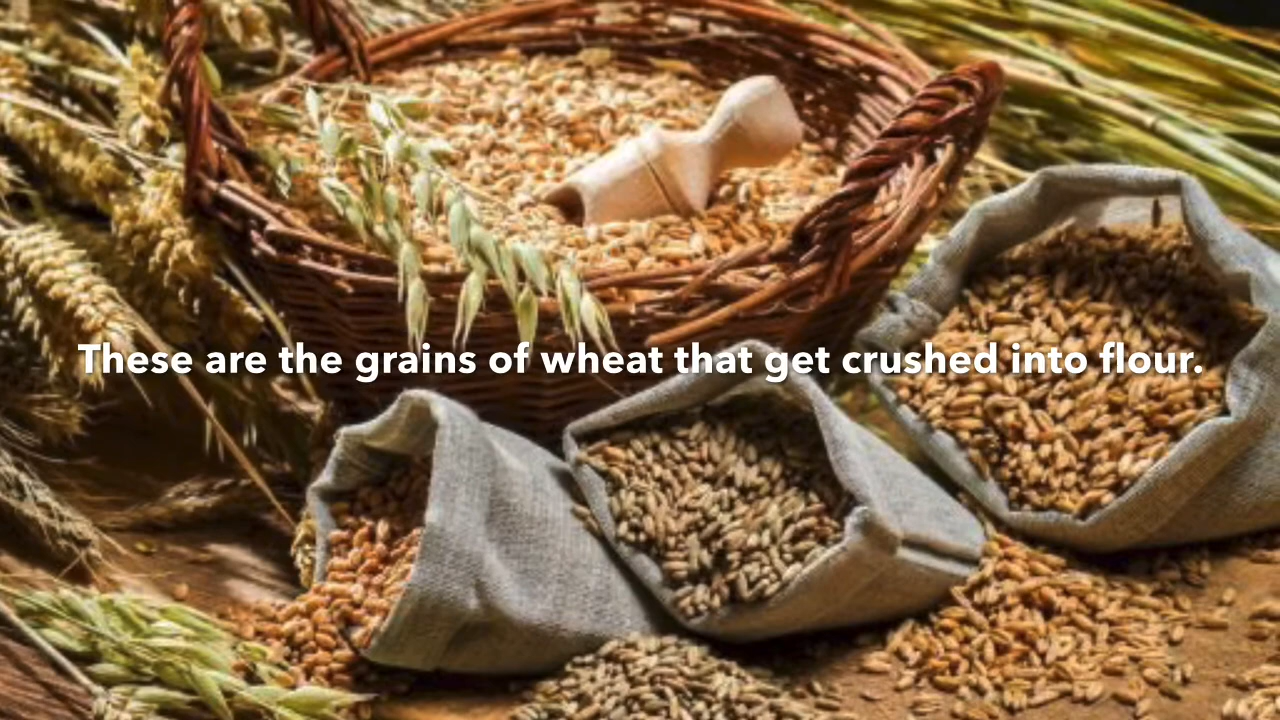 These are the grains of wheat that get crushed into flour.